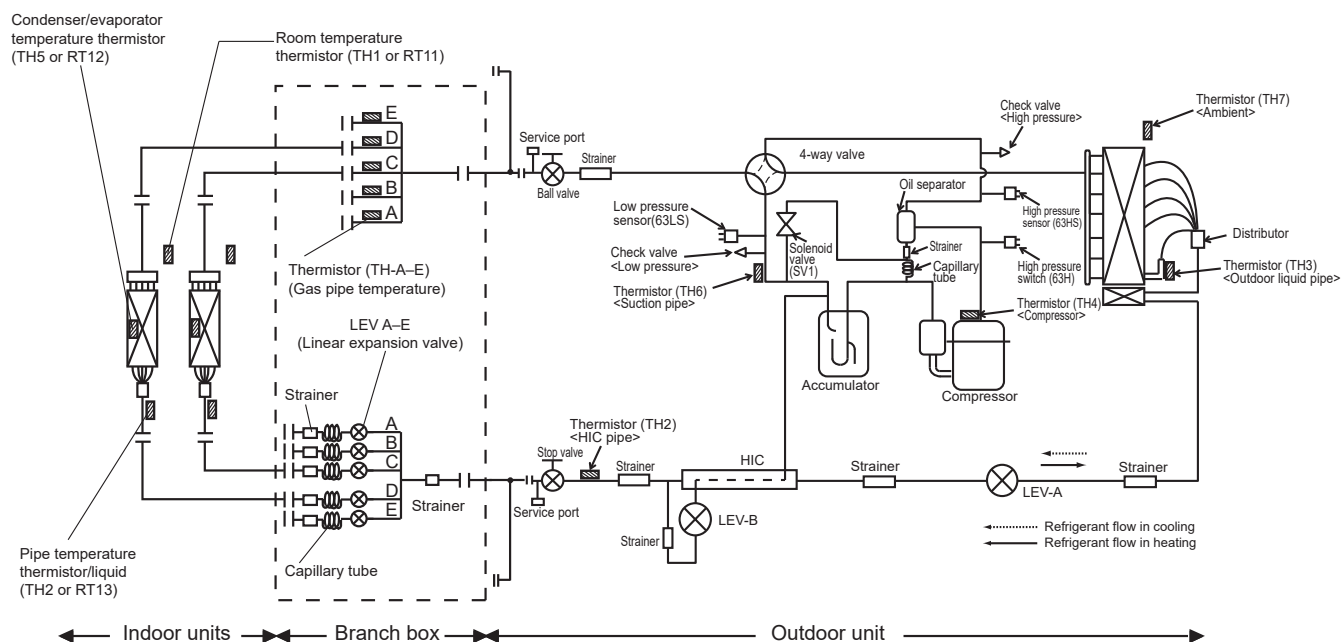 Condenser/evaporator
temperature thermistor
(TH5 or RT12)
Room temperature
thermistor (TH1 or RT11)
E
D
C
B
A
Thermistor (TH-A–E)
(Gas pipe temperature)
LEV A–E
(Linear expansion valve)
Strainer
A
B
C
D
E
Strainer
Capillary tube
Pipe temperature
thermistor/liquid
(TH2 or RT13)
Service port
Ball valve
Strainer
4-way valve
Check valve
<High pressure>
Thermistor (TH7)
<Ambient>
Oil separator
Low pressure
sensor(63LS)
Check valve
<Low pressure>
Thermistor (TH6)
<Suction pipe>
Solenoid
valve
(SV1)
Strainer
Capillary
tube
High pressure
sensor (63HS)
High pressure
switch (63H)
Distributor
Thermistor (TH3)
<Outdoor liquid pipe>
Thermistor (TH4)
<Compressor>
Accumulator
Compressor
Thermistor (TH2)
<HIC pipe>
Stop valve
Service port
Strainer
HIC
Strainer
LEV-B
Strainer
LEV-A
Strainer
Refrigerant flow in cooling
Refrigerant flow in heating
Indoor units
Branch box
Outdoor unit